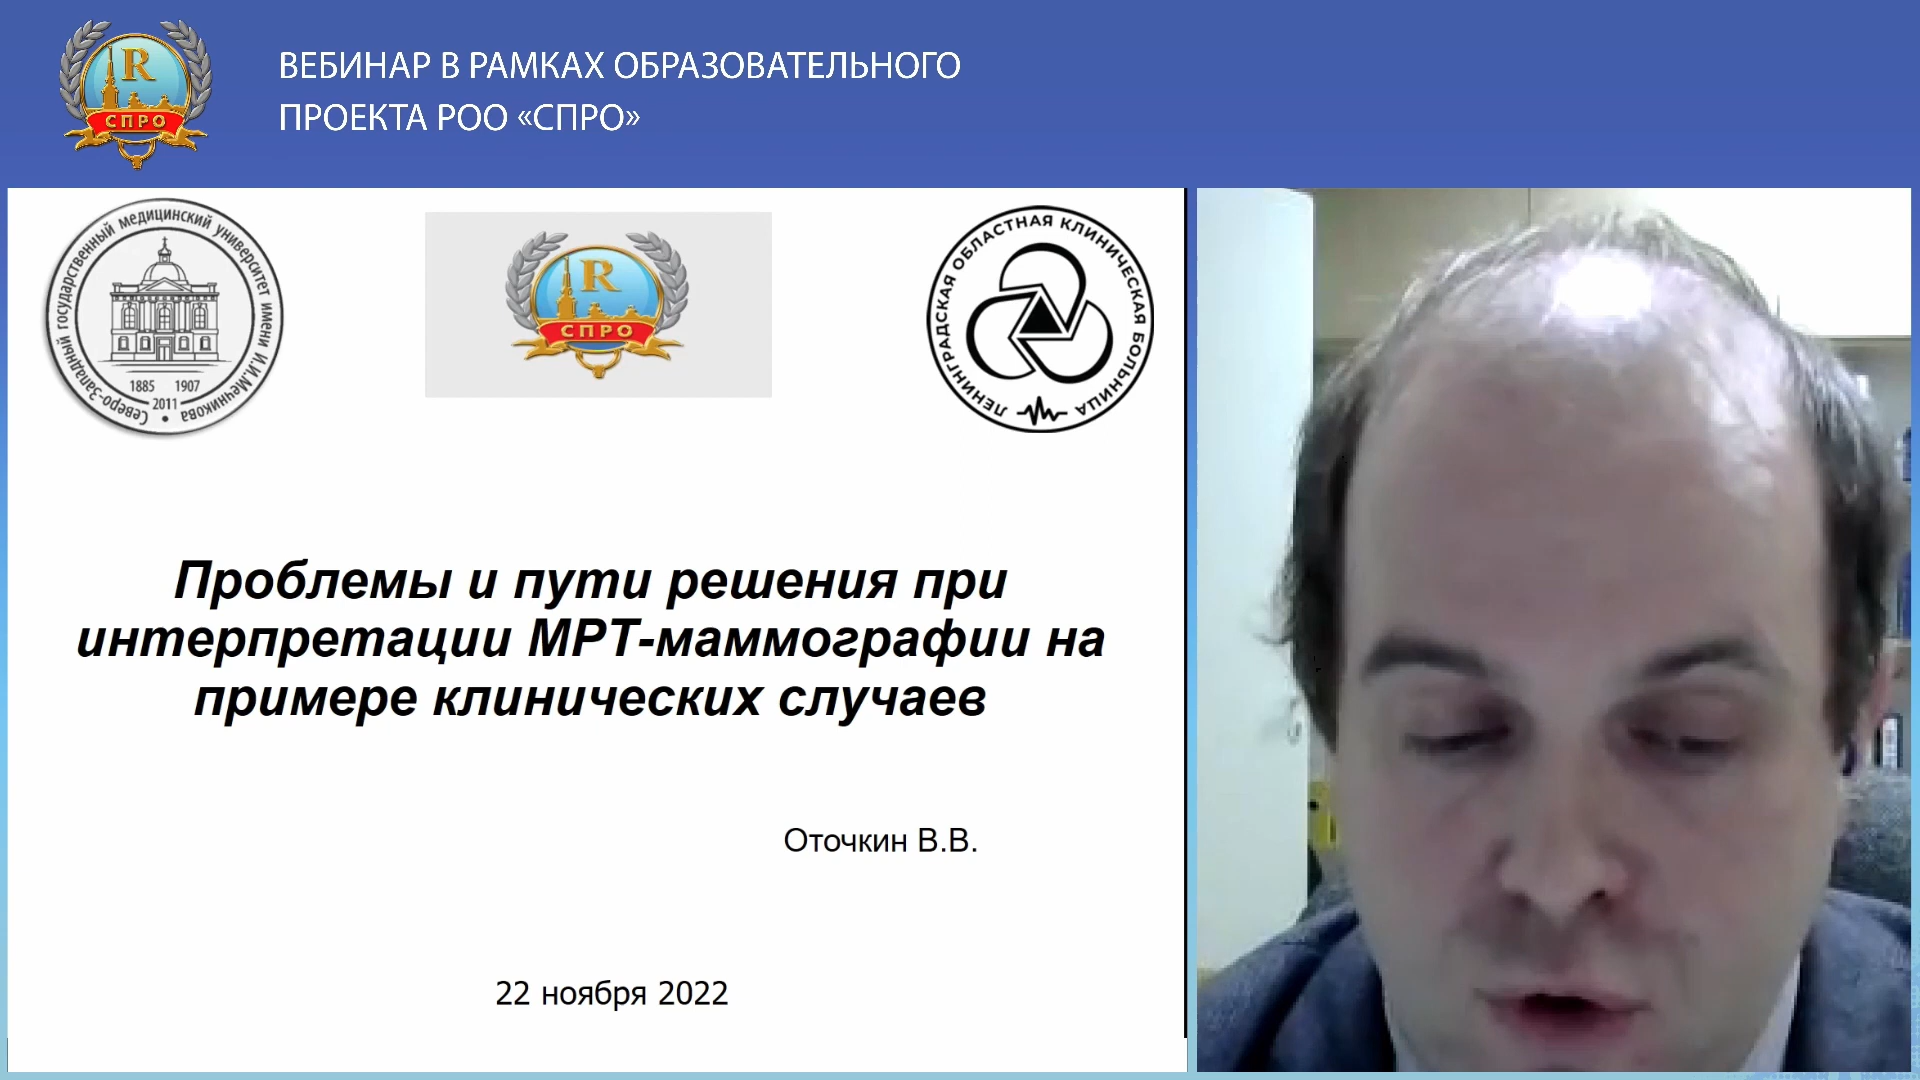 R
СПРО
ВЕБИНАР В РАМКАХ ОБРАЗОВАТЕЛЬНОГО
ПРОЕКТА РОО «СПРО»
Северо-Западный государственный медицинский университет имени И.И.Мечникова
1885 1907
2011
R
СПРО
ЛЕНИНГРАДСКАЯ ОБЛАСТНАЯ КЛИНИЧЕСКАЯ БОЛЬНИЦА
Проблемы и пути решения при
интерпретации МРТ-маммографии на
примере клинических случаев
Оточкин В.В.
22 ноября 2022